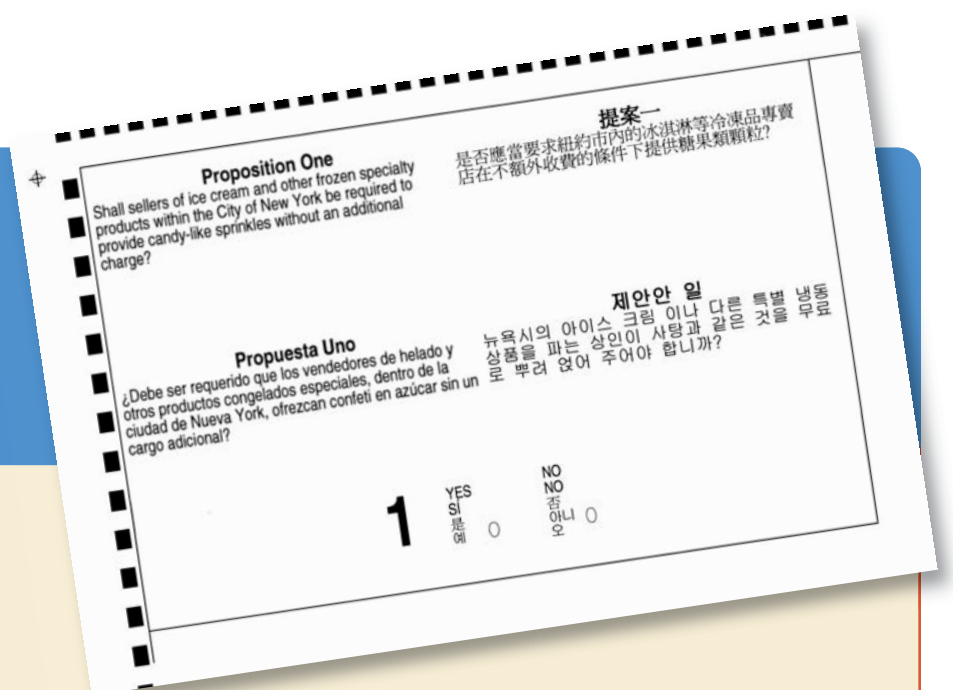 Proposition One
Shall sellers of ice cream and other frozen specialty
products within the City of New York be required to
provide candy-like sprinkles without an additional
charge?
提案一
是否應當要求紐約市內的冰淇淋等冷凍品專賣
店在不額外收費的條件下提供糖果類顆粒?
Propuesta Uno
¿Debe ser requerido que los vendedores de helado y
otros productos congelados especiales, dentro de la
ciudad de Nueva York, ofrezcan confeti en azúcar sin un
cargo adicional?
제안안 일
뉴욕시의 아이스 크림 이나 다른 특별 냉동
상품을 파는 상인이 사탕과 같은 것을 무료
로 뿌려 얹어 주어야 합니까?
1
YES
SÍ
是
예
NO
NO
否
아니
오